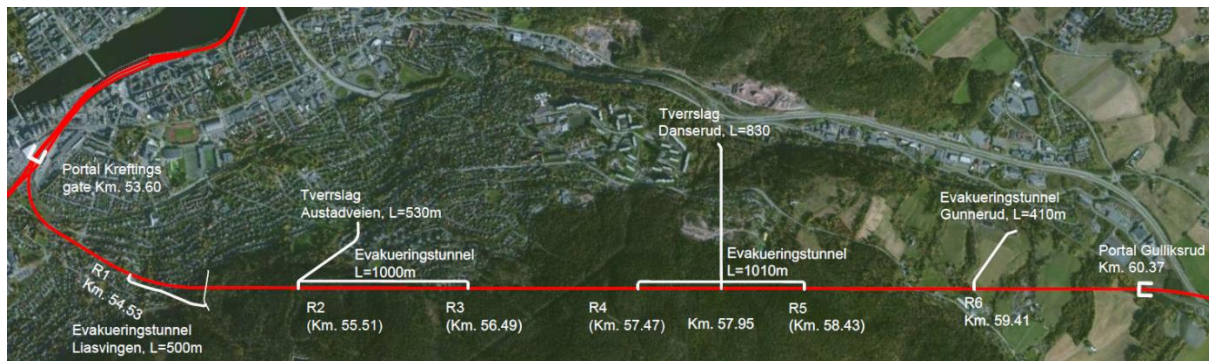 Portal Kreftings
gate Km. 53.60
R1
Km. 54.53
Evakueringstunnel
Liasvingen, L=500m
Tverrslag
Austadveien, L=530m
Evakueringstunnel
L=1000m
R2
(Km. 55.51)
R3
(Km. 56.49)
Tverrslag
Danserud, L=830
Evakueringstunnel
L=1010m
R4
(Km. 57.47)
Km. 57.95
R5
(Km. 58.43)
Evakueringstunnel
Gunnerud, L=410m
R6
Km. 59.41
Portal Gulliksrud
Km. 60.37